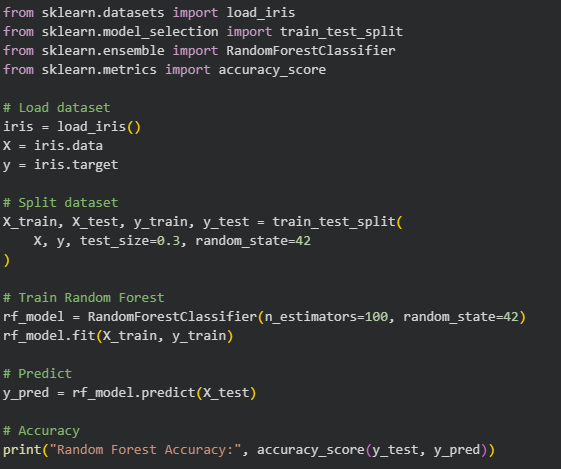 from sklearn.datasets import load_iris
from sklearn.model_selection import train_test_split
from sklearn.ensemble import RandomForestClassifier
from sklearn.metrics import accuracy_score

# Load dataset
iris = load_iris()
X = iris.data
y = iris.target

# Split dataset
X_train, X_test, y_train, y_test = train_test_split(
    X, y, test_size=0.3, random_state=42
)

# Train Random Forest
rf_model = RandomForestClassifier(n_estimators=100, random_state=42)
rf_model.fit(X_train, y_train)

# Predict
y_pred = rf_model.predict(X_test)

# Accuracy
print("Random Forest Accuracy:", accuracy_score(y_test, y_pred))